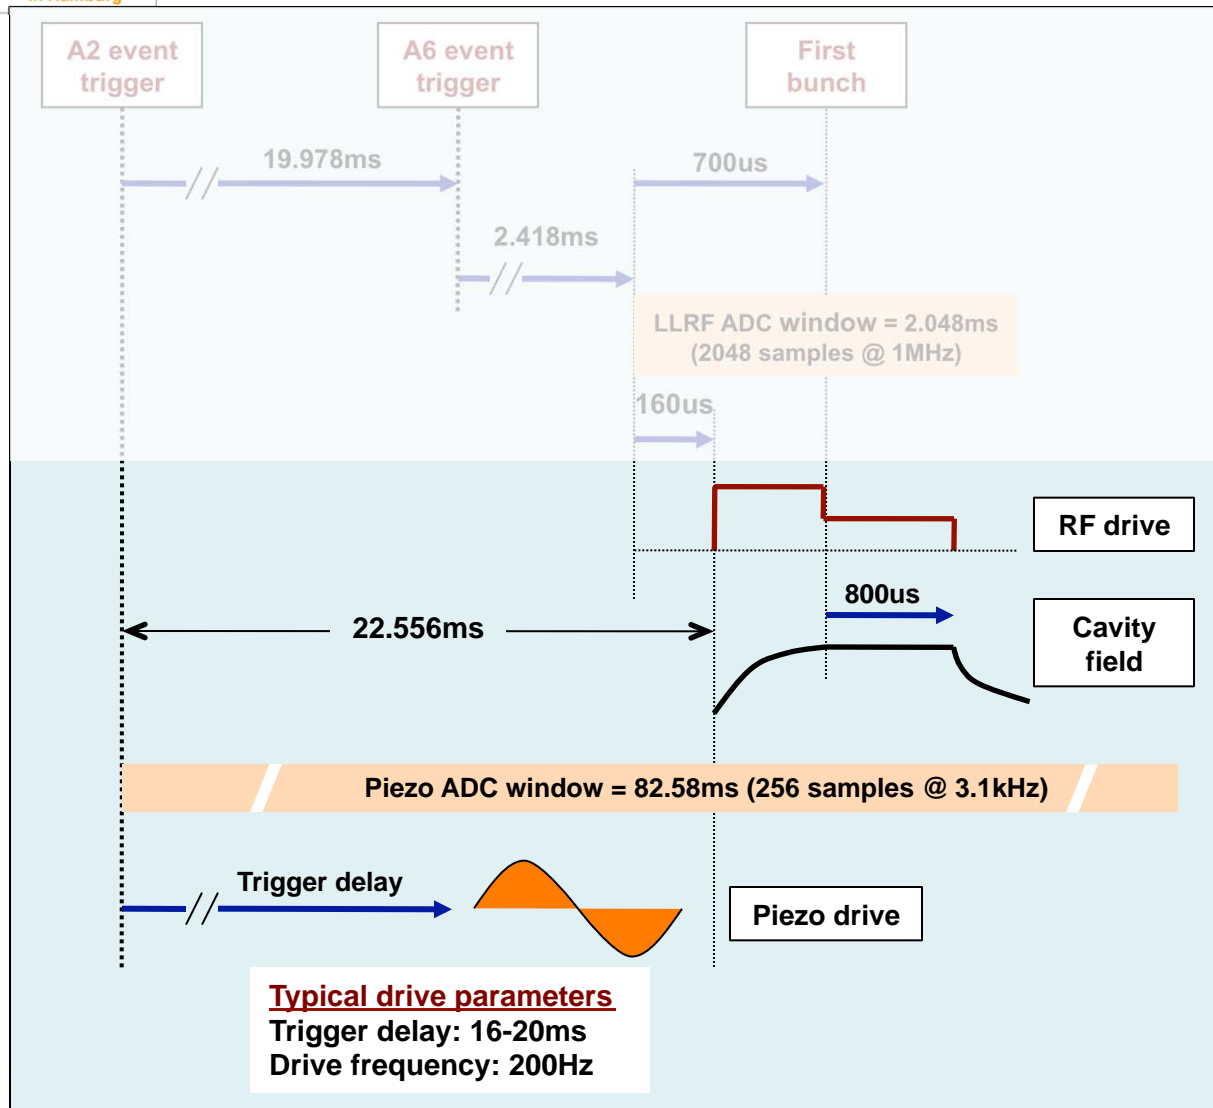 in Hamburg
A2 event
trigger
A6 event
trigger
First
bunch
19.978ms
700us
2.418ms
LLRF ADC window = 2.048ms
(2048 samples @ 1MHz)
160us
RF drive
800us
22.556ms
Cavity
field
Piezo ADC window = 82.58ms (256 samples @ 3.1kHz)
Trigger delay
Piezo drive
Typical drive parameters
Trigger delay: 16-20ms
Drive frequency: 200Hz